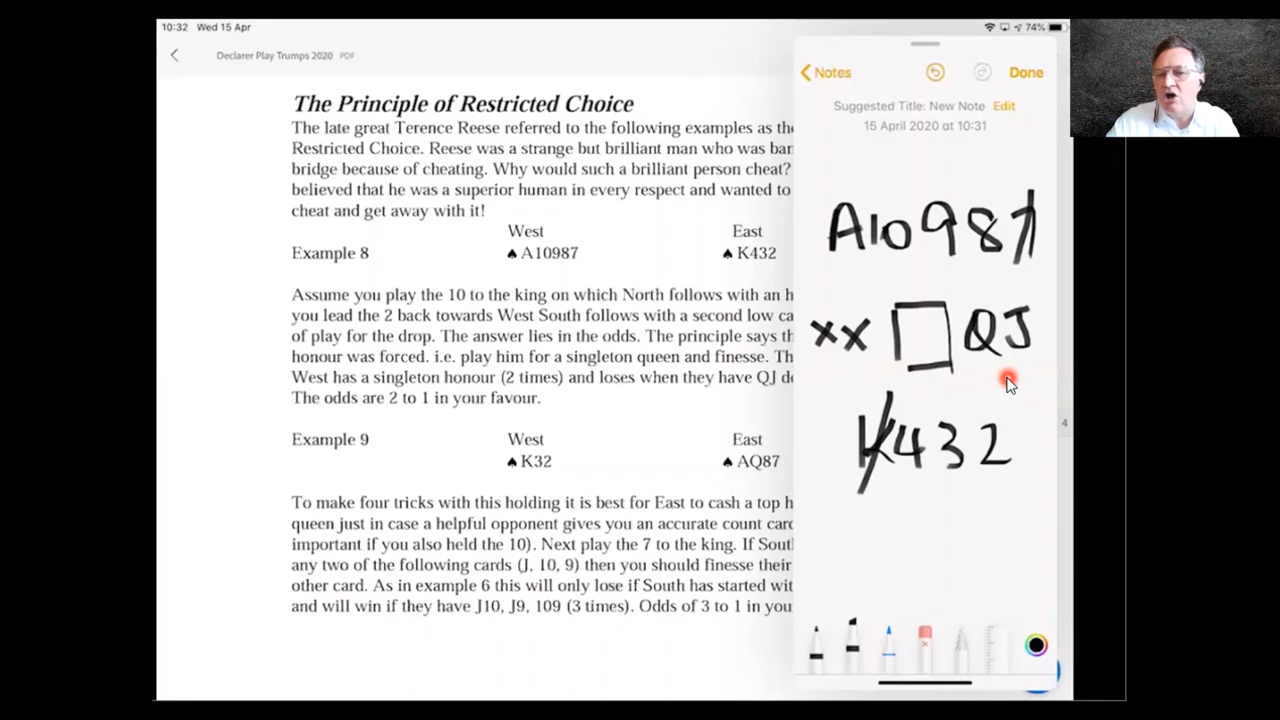 10:32 Wed 15 Apr
74%
Declarer Play Trumps 2020 PDF
The Principle of Restricted Choice
The late great Terence Reese referred to the following examples as the
Restricted Choice. Reese was a strange but brilliant man who was ban
bridge because of cheating. Why would such a brilliant person cheat?
believed that he was a superior human in every respect and wanted to
cheat and get away with it!
West East
Example 8 ♠ A10987 ♠ K432
Assume you play the 10 to the king on which North follows with an h
you lead the 2 back towards West South follows with a second low ca
of play for the drop. The answer lies in the odds. The principle says th
honour was forced. i.e. play him for a singleton queen and finesse. Th
West has a singleton honour (2 times) and loses when they have QJ d
The odds are 2 to 1 in your favour.
West East
Example 9 ♠ K32 ♠ AQ87
To make four tricks with this holding it is best for East to cash a top h
queen just in case a helpful opponent gives you an accurate count card
important if you also held the 10). Next play the 7 to the king. If Sout
any two of the following cards (J, 10, 9) then you should finesse their
other card. As in example 6 this will only lose if South has started wit
and will win if they have J10, J9, 109 (3 times). Odds of 3 to 1 in you
Notes Done
Suggested Title: New Note Edit
15 April 2020 at 10:31
A10987
xx QJ
K432
4